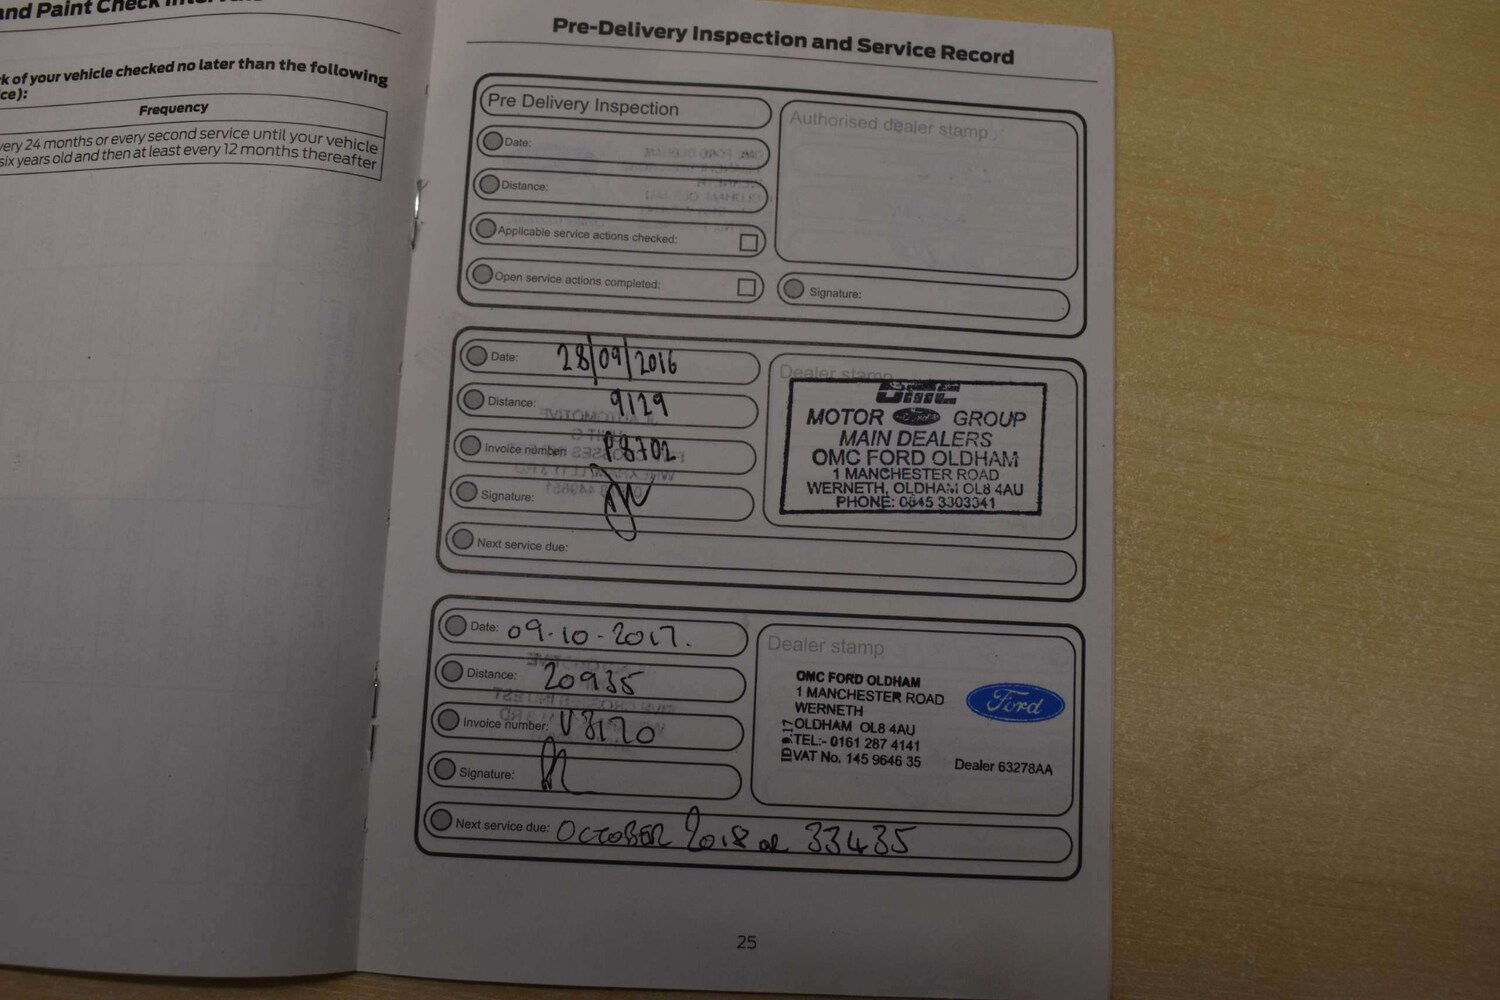 and Paint Check
k of your vehicle checked no later than the following
ce):
Frequency
very 24 months or every second service until your vehicle
six years old and then at least every 12 months thereafter
Pre-Delivery Inspection and Service Record
Pre Delivery Inspection
Date:
Distance:
Applicable service actions checked:
Open service actions completed:
Authorised dealer stamp
Signature:
Date: 28/09/2016
Distance: 9129
Invoice number: P8702
Signature:
Next service due:
Dealer stamp
OMC
MOTOR Ford GROUP
MAIN DEALERS
OMC FORD OLDHAM
1 MANCHESTER ROAD
WERNETH, OLDHAM OL8 4AU
PHONE: 0845 3303341
Date: 09-10-2017.
Distance: 20935
Invoice number: V8120
Signature:
Next service due: OCTOBER 2018 or 33435
Dealer stamp
OMC FORD OLDHAM
1 MANCHESTER ROAD
WERNETH
OLDHAM OL8 4AU
TEL:- 0161 287 4141
VAT No. 145 9646 35
Ford
Dealer 63278AA
25